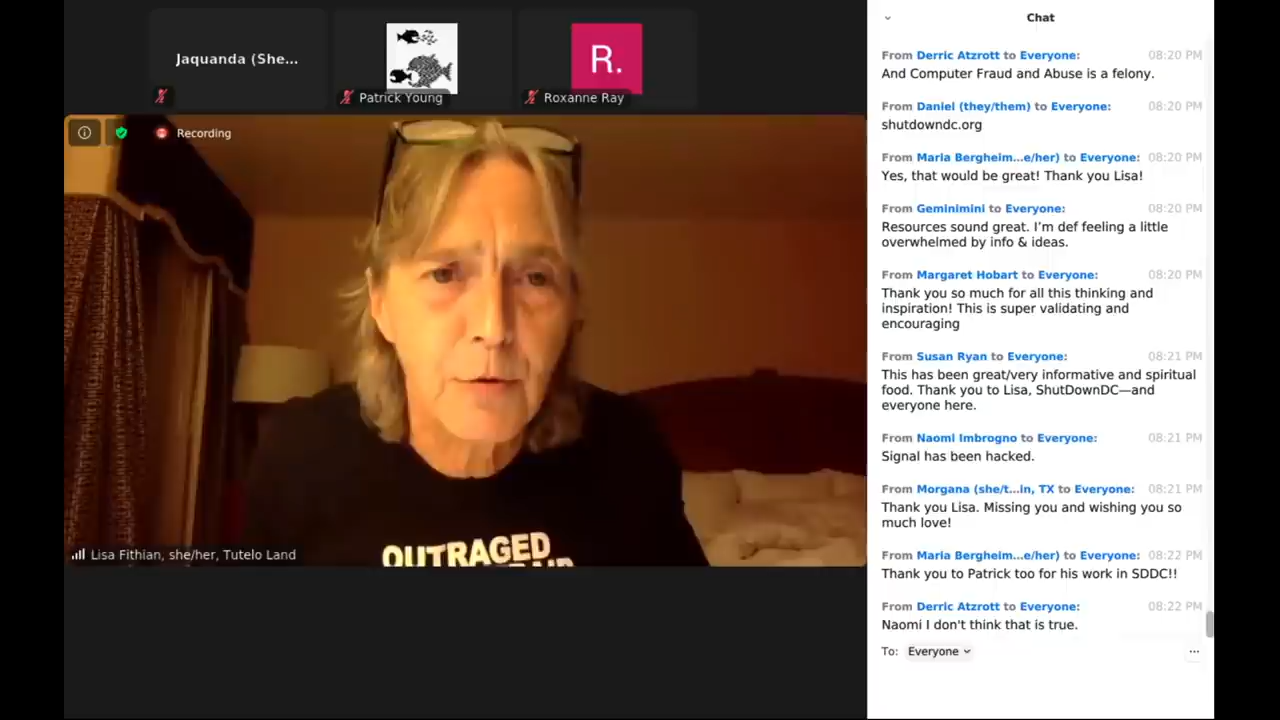 Jaquanda (She...
Patrick Young
R.
Roxanne Ray
Recording
OUTRAGED
Lisa Fithian, she/her, Tutelo Land
Chat
From Derric Atzrott to Everyone: 08:20 PM
And Computer Fraud and Abuse is a felony.
From Daniel (they/them) to Everyone: 08:20 PM
shutdowndc.org
From Maria Bergheim...e/her) to Everyone: 08:20 PM
Yes, that would be great! Thank you Lisa!
From Geminimini to Everyone: 08:20 PM
Resources sound great. I'm def feeling a little
overwhelmed by info & ideas.
From Margaret Hobart to Everyone: 08:20 PM
Thank you so much for all this thinking and
inspiration! This is super validating and
encouraging
From Susan Ryan to Everyone: 08:21 PM
This has been great/very informative and spiritual
food. Thank you to Lisa, ShutDownDC—and
everyone here.
From Naomi Imbrogno to Everyone: 08:21 PM
Signal has been hacked.
From Morgana (she/t...in, TX to Everyone: 08:21 PM
Thank you Lisa. Missing you and wishing you so
much love!
From Maria Bergheim...e/her) to Everyone: 08:22 PM
Thank you to Patrick too for his work in SDDC!!
From Derric Atzrott to Everyone: 08:22 PM
Naomi I don't think that is true.
To: Everyone